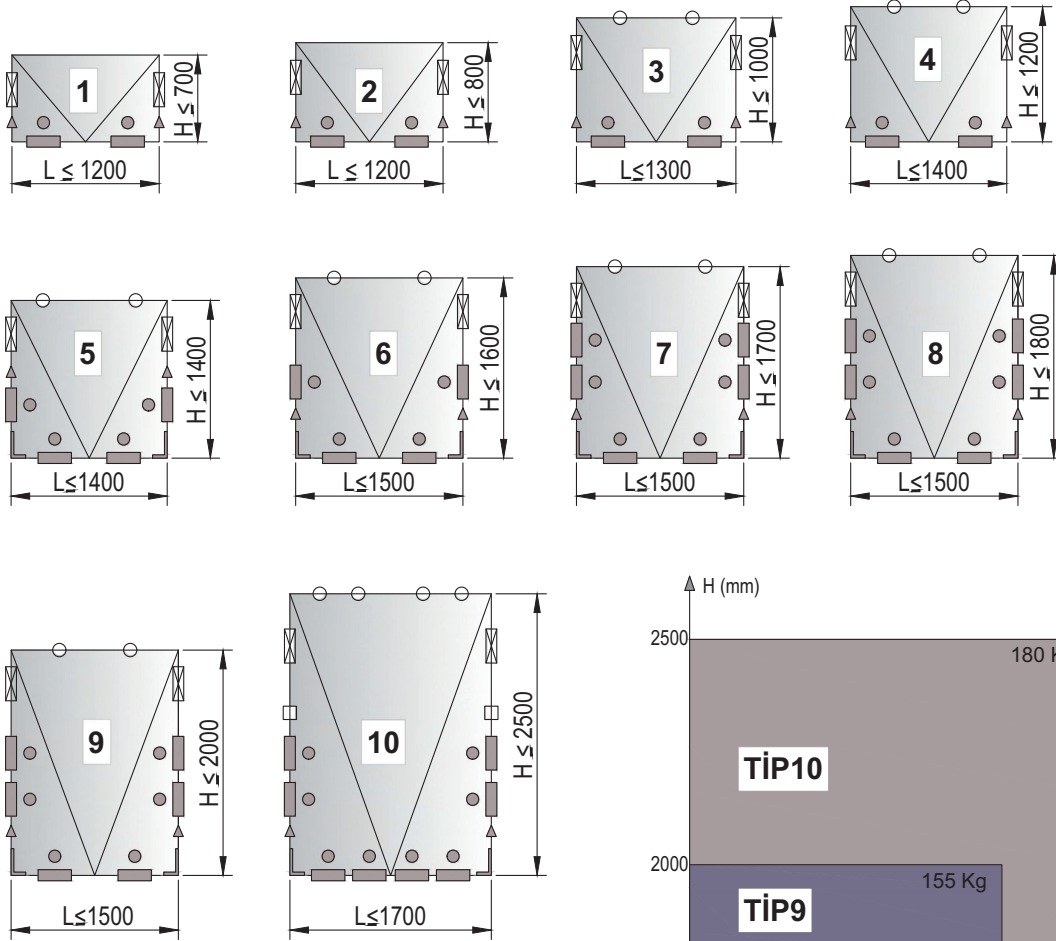 1
H ≤ 700
L ≤ 1200
2
H ≤ 800
L ≤ 1200
3
H ≤ 1000
L≤1300
4
H ≤ 1200
L≤1400
5
H ≤ 1400
L≤1400
6
H ≤ 1600
L≤1500
7
H ≤ 1700
L≤1500
8
H ≤ 1800
L≤1500
9
H ≤ 2000
L≤1500
10
H ≤ 2500
L≤1700
H (mm)
2500
180
TİP10
2000
155 Kg
TİP9